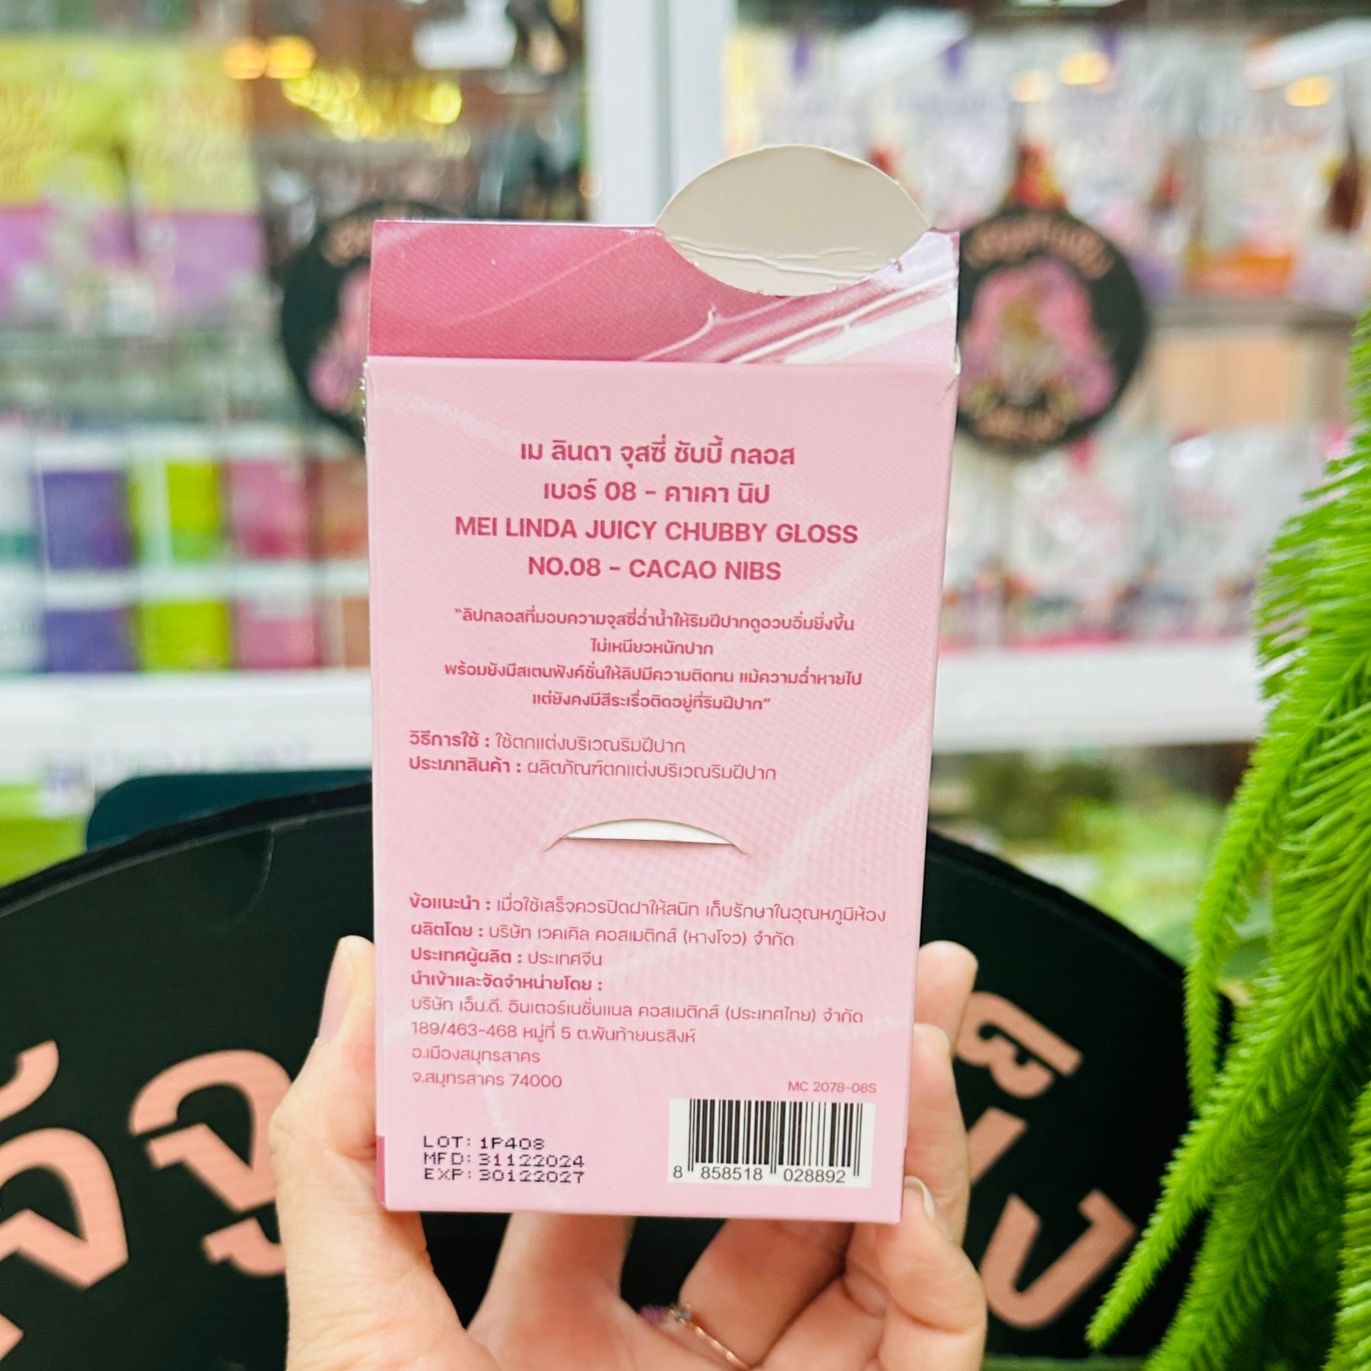 เม ลินดา จุสซี่ ชับบี้ กลอส
เบอร์ 08 - คาเคา นิป
MEI LINDA JUICY CHUBBY GLOSS
NO.08 - CACAO NIBS
"ลิปกลอสที่มอบความจุสซี่ฉ่ำน้ำให้ริมฝีปากดูอวบอิ่มยิ่งขึ้น
ไม่เหนียวหนักปาก
พร้อมยังมีสเตนฟังค์ชั่นให้ลิปมีความติดทน แม้ความฉ่ำหายไป
แต่ยังคงมีสีระเรื่อติดอยู่ที่ริมฝีปาก"
วิธีการใช้ : ใช้ตกแต่งบริเวณริมฝีปาก
ประเภทสินค้า : ผลิตภัณฑ์ตกแต่งบริเวณริมฝีปาก
ข้อแนะนำ : เมื่อใช้เสร็จควรปิดฝาให้สนิท เก็บรักษาในอุณหภูมิห้อง
ผลิตโดย : บริษัท เวคเคิล คอสเมติกส์ (หางโจว) จำกัด
ประเทศผู้ผลิต : ประเทศจีน
นำเข้าและจัดจำหน่ายโดย :
บริษัท เอ็ม.ดี. อินเตอร์เนชั่นแนล คอสเมติกส์ (ประเทศไทย) จำกัด
189/463-468 หมู่ที่ 5 ต.พันท้ายนรสิงห์
อ.เมืองสมุทรสาคร
จ.สมุทรสาคร 74000
MC 2078-08S
LOT: 1P408
MFD: 31122024
EXP: 30122027
8 858518 028892